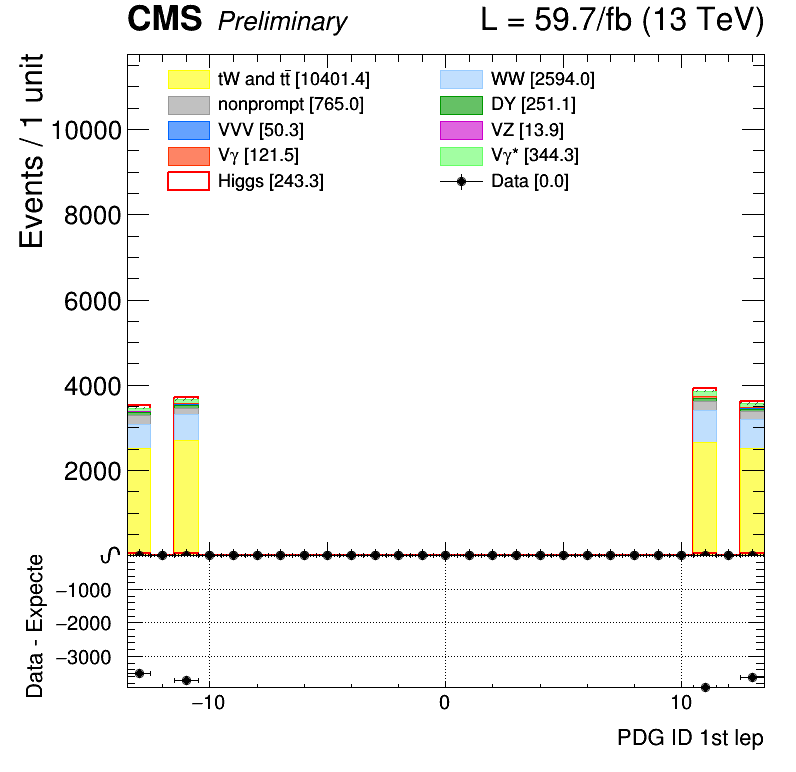 CMS Preliminary L = 59.7/fb (13 TeV)
Events / 1 unit
tW and tt̄ [10401.4] WW [2594.0]
nonprompt [765.0] DY [251.1]
VVV [50.3] VZ [13.9]
Vγ [121.5] Vγ* [344.3]
Higgs [243.3] Data [0.0]
10000
8000
6000
4000
2000
Data - Expecte
−1000
−2000
−3000
−10 0 10
PDG ID 1st lep